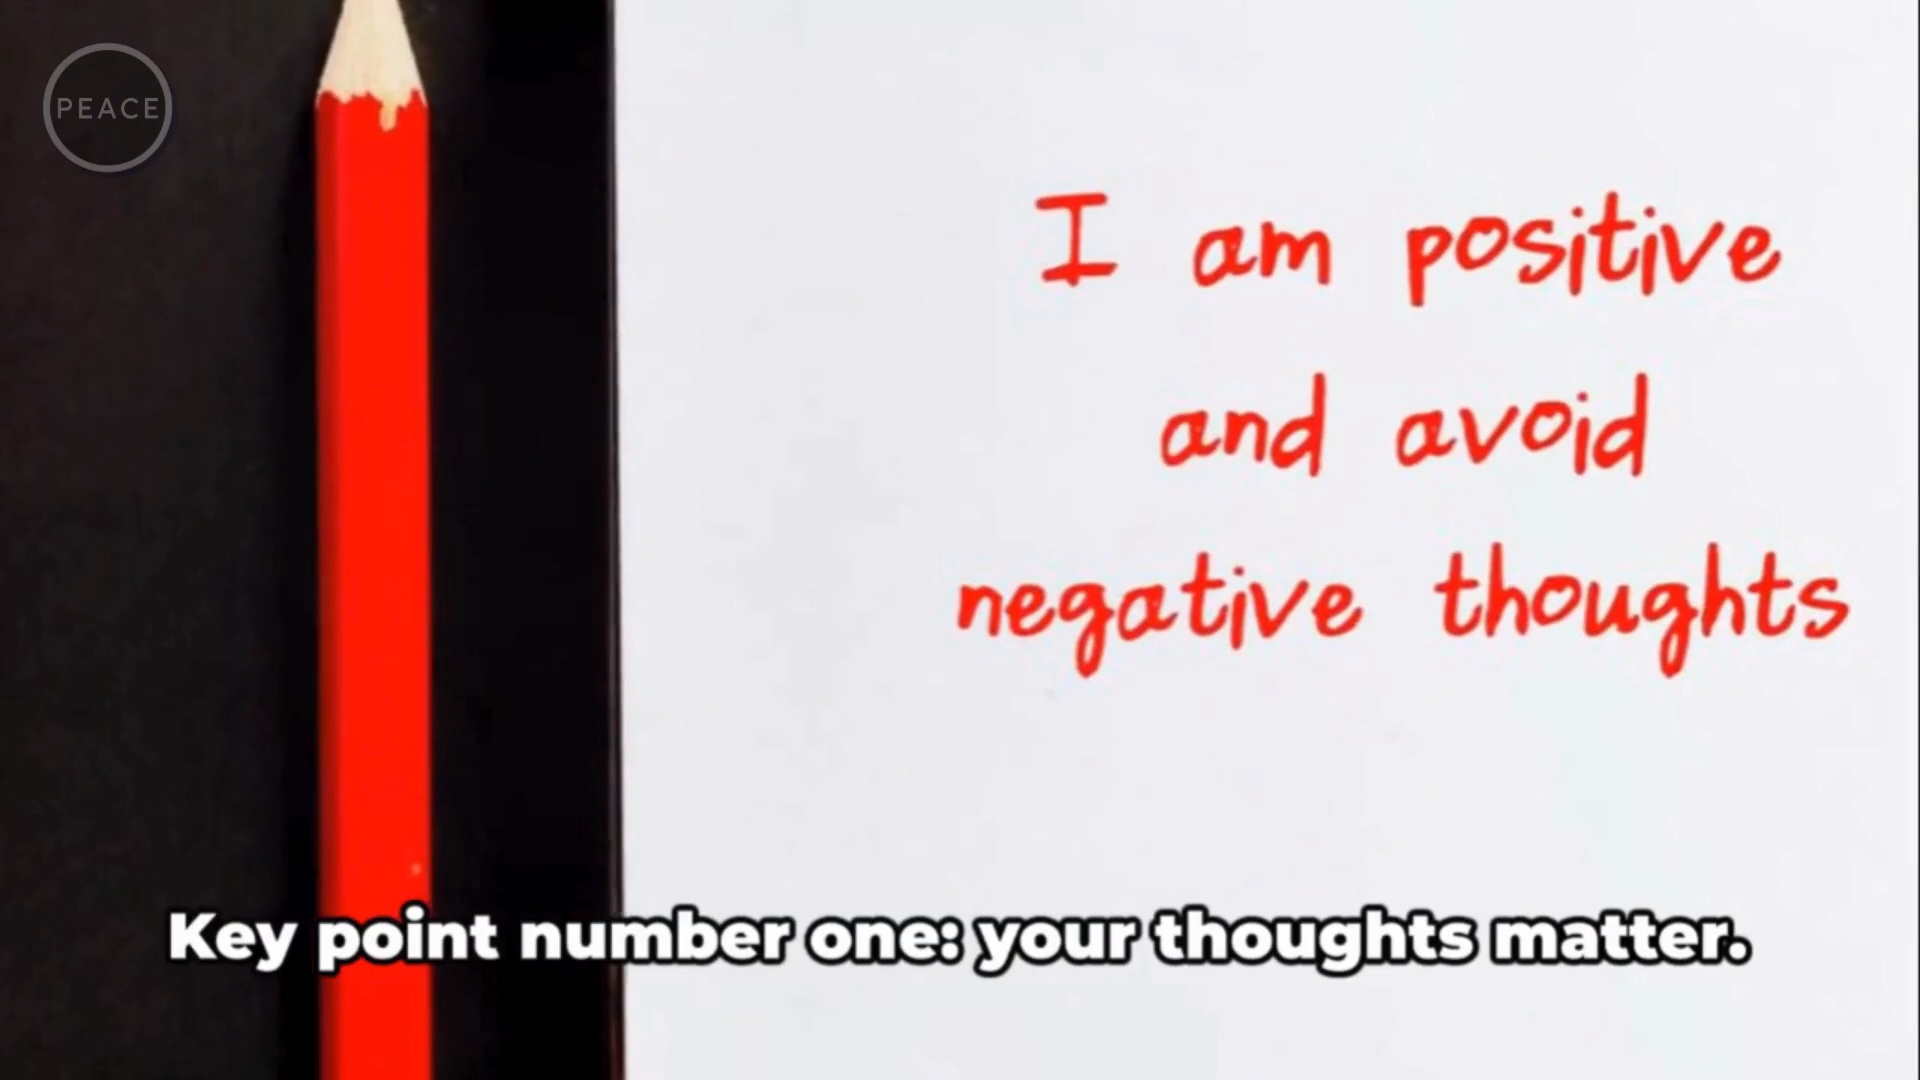 PEACE
I am positive
and avoid
negative thoughts
Key point number one: your thoughts matter.